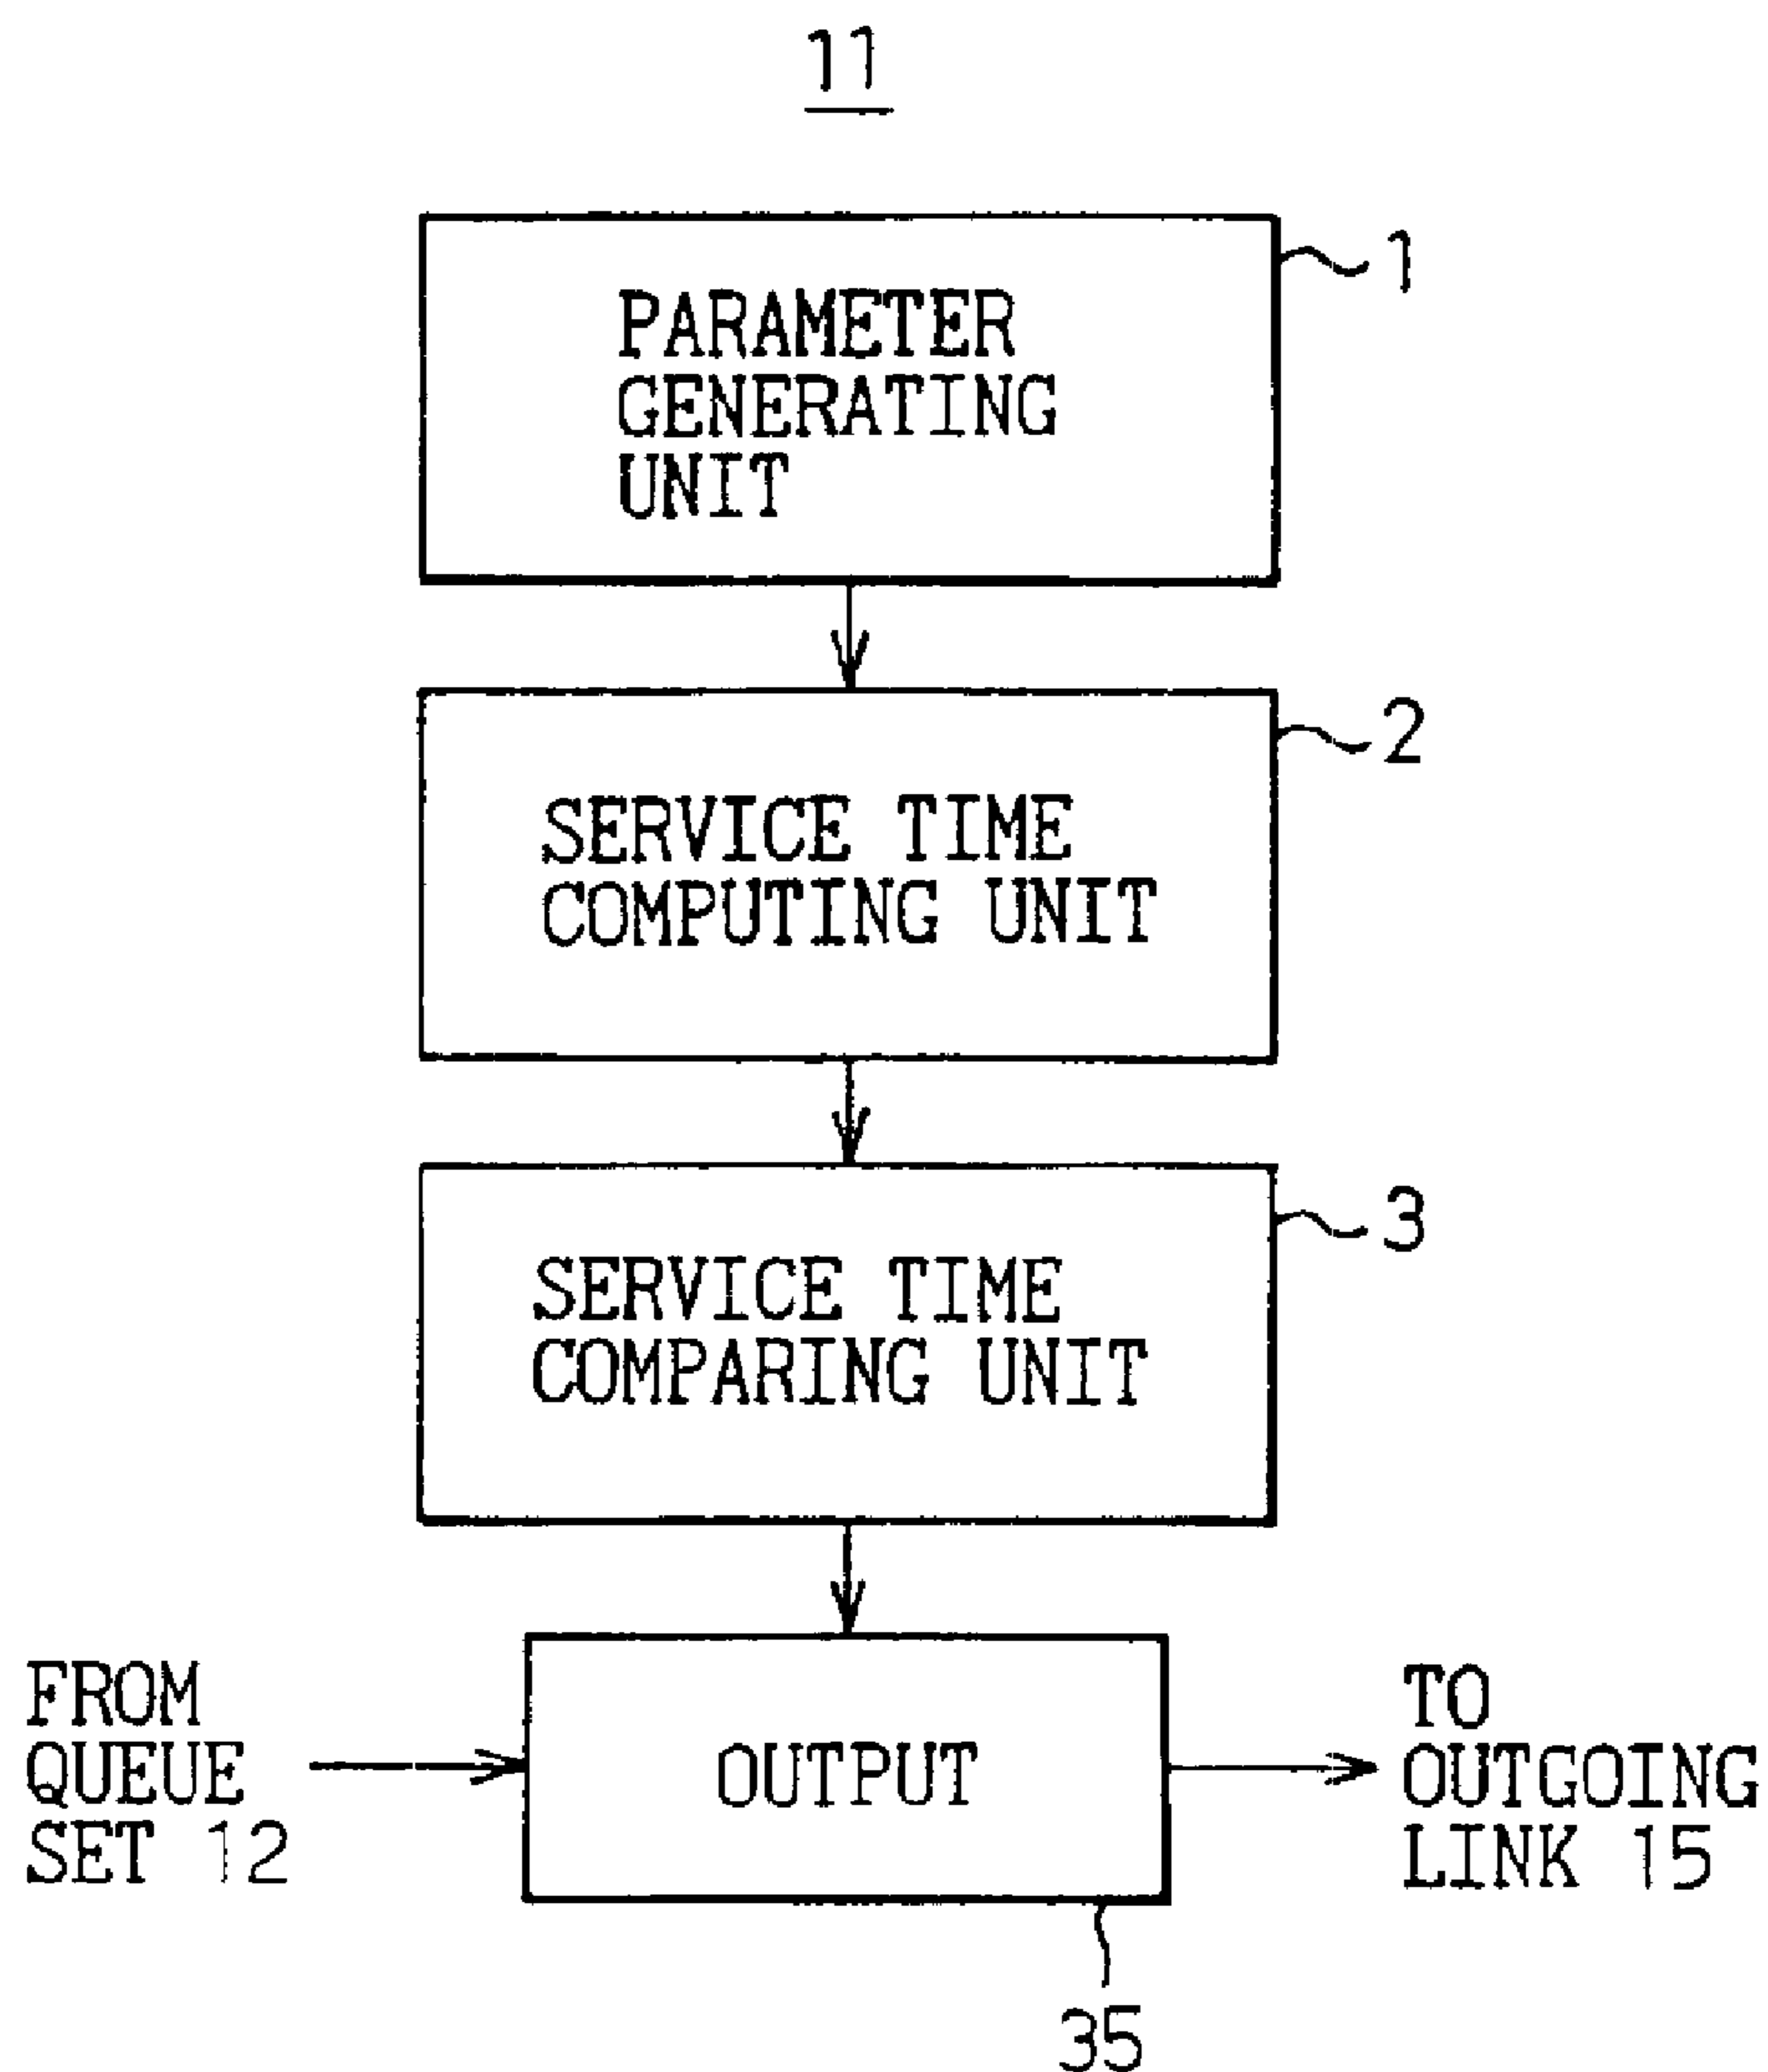 11
1
PARAMETER
GENERATING
UNIT
2
SERVICE TIME
COMPUTING UNIT
3
SERVICE TIME
COMPARING UNIT
FROM
QUEUE
SET 12
OUTPUT
TO
OUTGOING
LINK 15
35